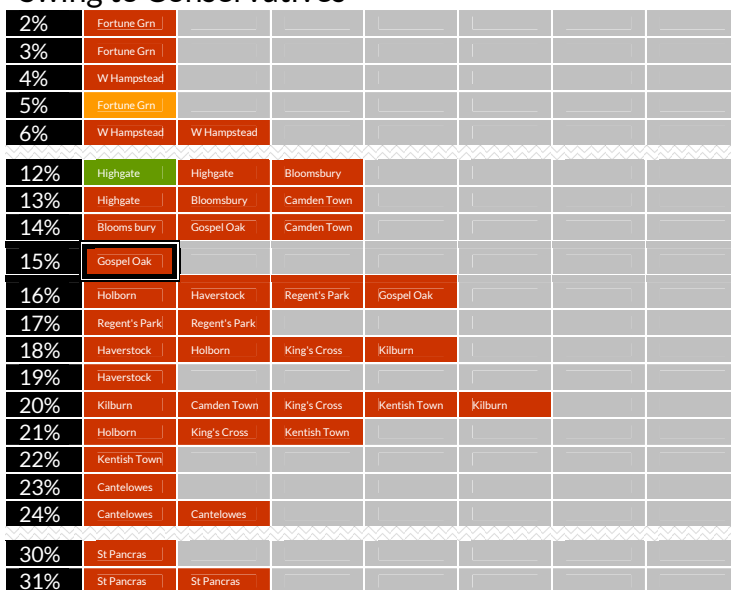 Swing to Conservatives
2% Fortune Grn
3% Fortune Grn
4% W Hampstead
5% Fortune Grn
6% W Hampstead W Hampstead
12% Highgate Highgate Bloomsbury
13% Highgate Bloomsbury Camden Town
14% Blooms bury Gospel Oak Camden Town
15% Gospel Oak
16% Holborn Haverstock Regent's Park Gospel Oak
17% Regent's Park Regent's Park
18% Haverstock Holborn King's Cross Kilburn
19% Haverstock
20% Kilburn Camden Town King's Cross Kentish Town Kilburn
21% Holborn King's Cross Kentish Town
22% Kentish Town
23% Cantelowes
24% Cantelowes Cantelowes
30% St Pancras
31% St Pancras St Pancras